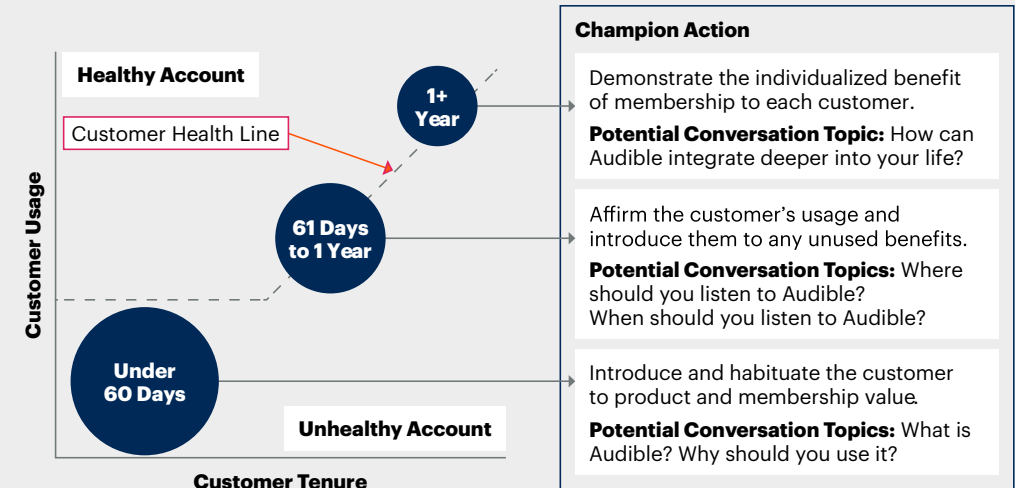 Healthy Account
Customer Health Line
1+
Year
61 Days
to 1 Year
Under
60 Days
Unhealthy Account
Customer Usage
Customer Tenure
Champion Action
Demonstrate the individualized benefit
of membership to each customer.
Potential Conversation Topic: How can
Audible integrate deeper into your life?
Affirm the customer’s usage and
introduce them to any unused benefits.
Potential Conversation Topics: Where
should you listen to Audible?
When should you listen to Audible?
Introduce and habituate the customer
to product and membership value.
Potential Conversation Topics: What is
Audible? Why should you use it?